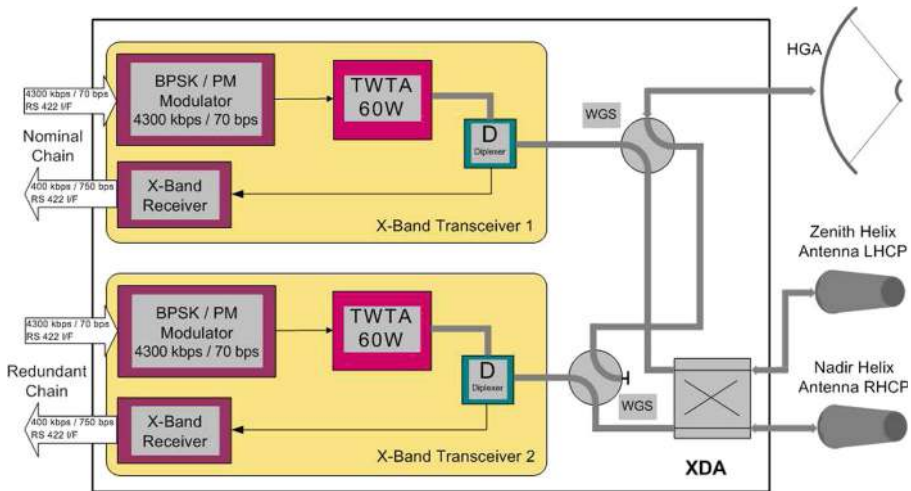 BPSK / PM
Modulator
4300 kbps / 70 bps
TWTA
60W
HGA
4300 kbps / 70 bps
RS 422 I/F
WGS
D
Diplexer
Nominal
Chain
400 kbps / 750 bps
RS 422 I/F
X-Band
Receiver
X-Band Transceiver 1
Zenith Helix
Antenna LHCP
BPSK / PM
Modulator
4300 kbps / 70 bps
TWTA
60W
4300 kbps / 70 bps
RS 422 I/F
D
Diplexer
Nadir Helix
Antenna RHCP
Redundant
Chain
WGS
400 kbps / 750 bps
RS 422 I/F
X-Band
Receiver
X-Band Transceiver 2
XDA